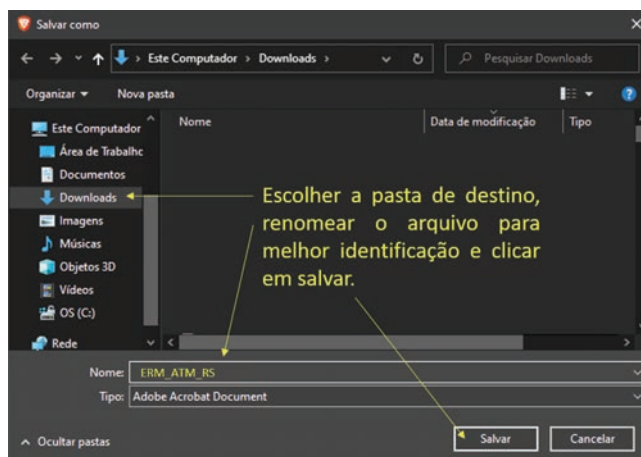 Salvar como
Este Computador > Downloads >
Pesquisar Downloads
Organizar
Nova pasta
Este Computador
Área de Trabalhc
Documentos
Downloads
Imagens
Músicas
Objetos 3D
Vídeos
OS (C:)
Rede
Nome
Data de modificação
Tipo
Escolher a pasta de destino,
renomear o arquivo para
melhor identificação e clicar
em salvar.
Nome: ERM_ATM_RS
Tipo: Adobe Acrobat Document
Ocultar pastas
Salvar
Cancelar